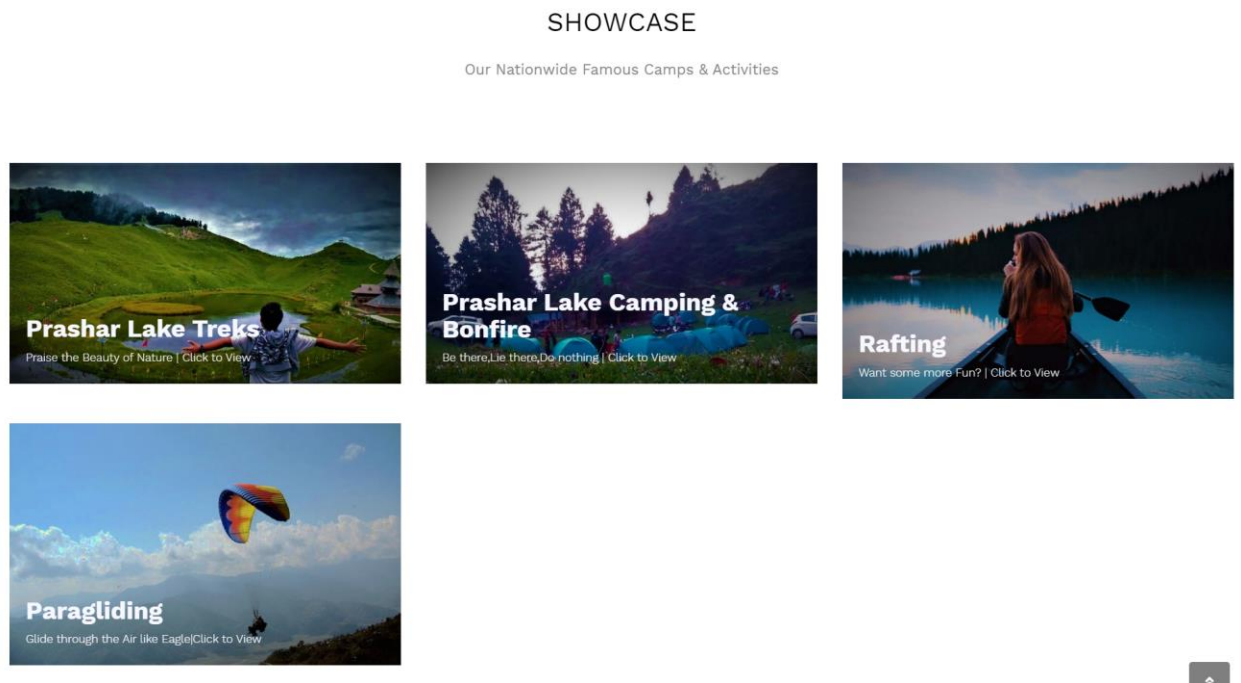 SHOWCASE
Our Nationwide Famous Camps & Activities
Prashar Lake Treks
Praise the Beauty of Nature | Click to View
Prashar Lake Camping &
Bonfire
Be there,Lie there,Do nothing | Click to View
Rafting
Want some more Fun? | Click to View
Paragliding
Glide through the Air like Eagle|Click to View